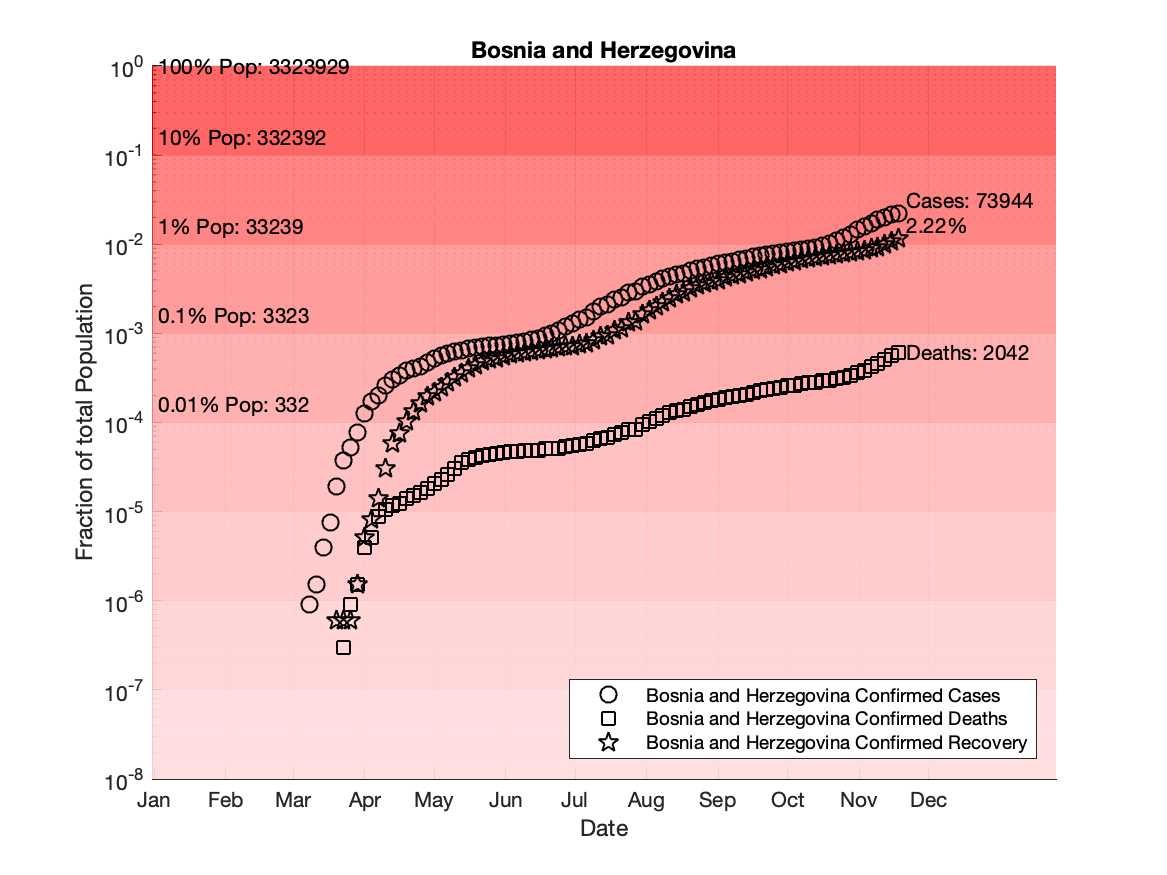 Bosnia and Herzegovina
10^0
100% Pop: 3323929
10% Pop: 332392
10^-1
1% Pop: 33239
10^-2
Cases: 73944
2.22%
0.1% Pop: 3323
10^-3
Deaths: 2042
0.01% Pop: 332
10^-4
10^-5
10^-6
10^-7
10^-8
Fraction of total Population
Bosnia and Herzegovina Confirmed Cases
Bosnia and Herzegovina Confirmed Deaths
Bosnia and Herzegovina Confirmed Recovery
Jan Feb Mar Apr May Jun Jul Aug Sep Oct Nov Dec
Date